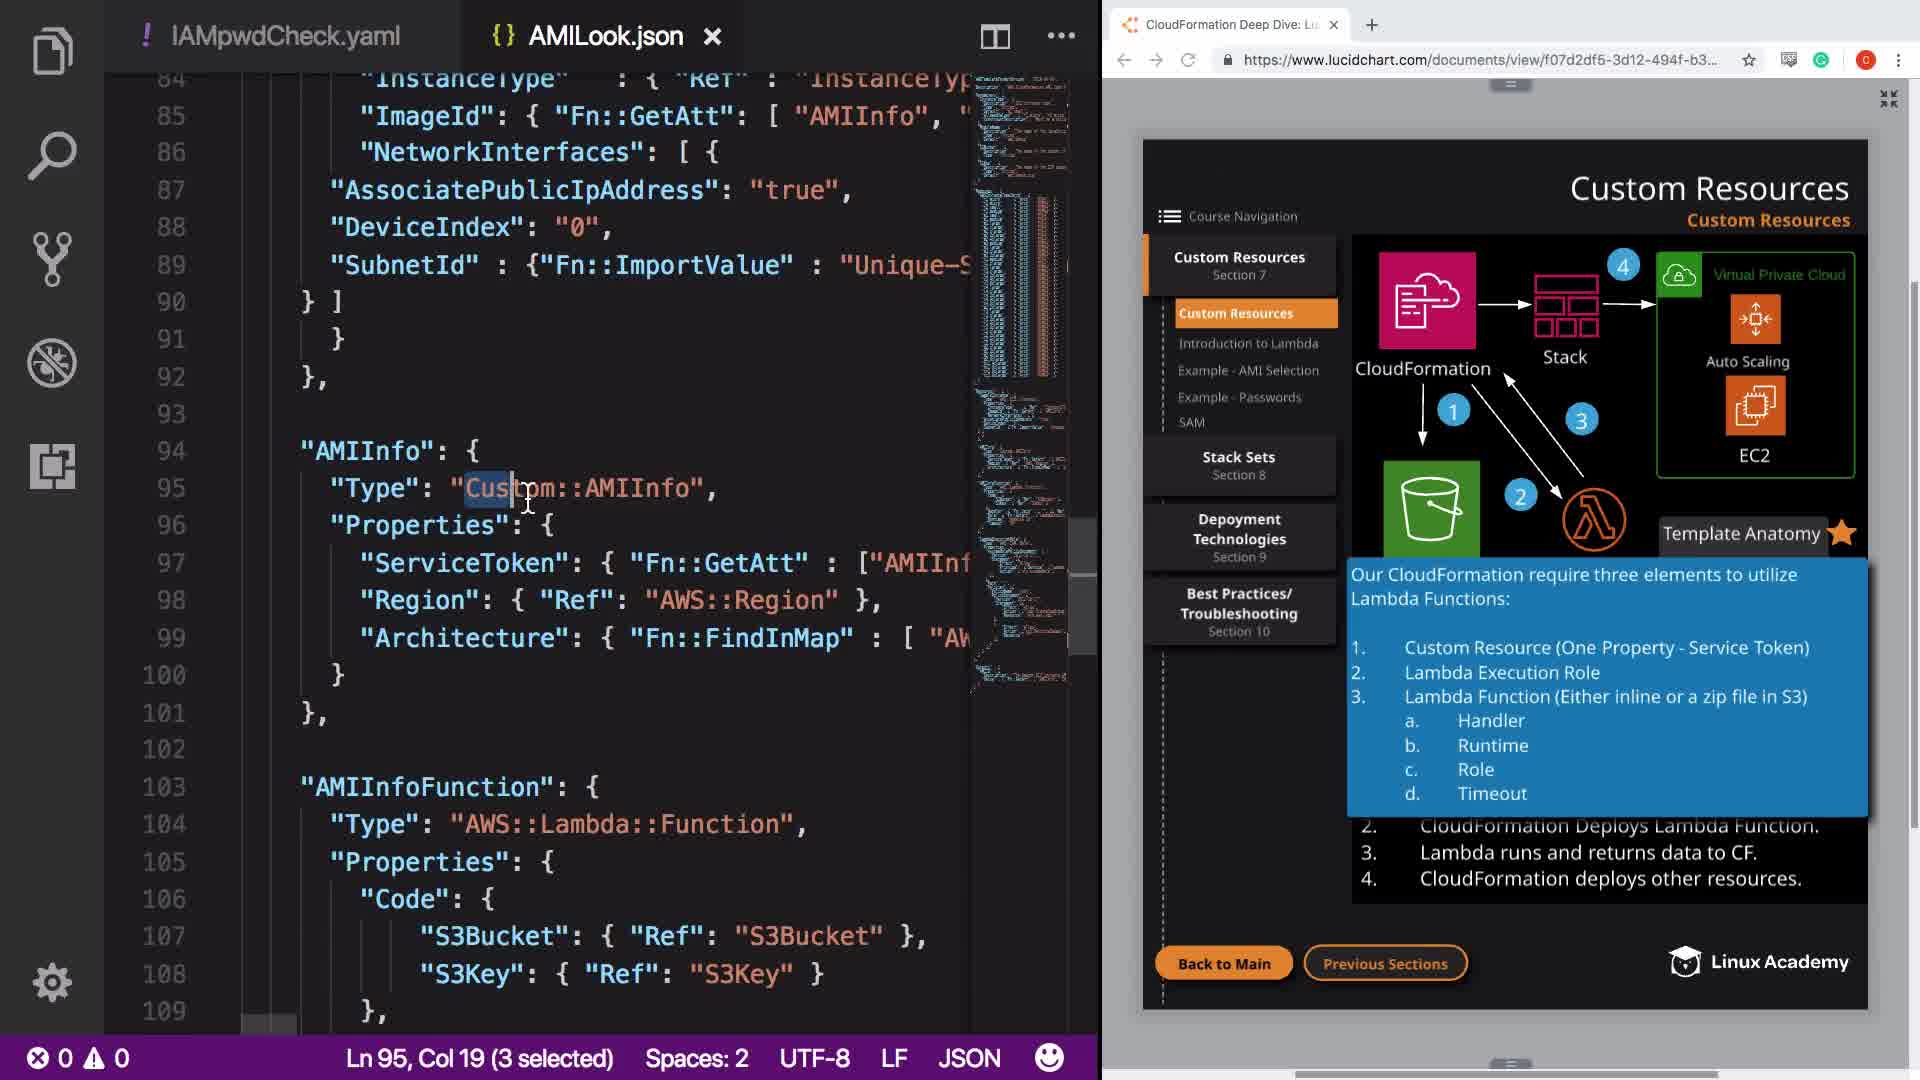 ! IAMpwdCheck.yaml
{} AMILook.json
84 "InstanceType" : { "Ref" : "InstanceTyp
85 "ImageId": { "Fn::GetAtt": [ "AMIInfo", "
86 "NetworkInterfaces": [ {
87 "AssociatePublicIpAddress": "true",
88 "DeviceIndex": "0",
89 "SubnetId" : {"Fn::ImportValue" : "Unique-S
90 } ]
91 }
92 },
93
94 "AMIInfo": {
95 "Type": "Custom::AMIInfo",
96 "Properties": {
97 "ServiceToken": { "Fn::GetAtt" : ["AMIInf
98 "Region": { "Ref": "AWS::Region" },
99 "Architecture": { "Fn::FindInMap" : [ "AW
100 }
101 },
102
103 "AMIInfoFunction": {
104 "Type": "AWS::Lambda::Function",
105 "Properties": {
106 "Code": {
107 "S3Bucket": { "Ref": "S3Bucket" },
108 "S3Key": { "Ref": "S3Key" }
109 },
0 0 Ln 95, Col 19 (3 selected) Spaces: 2 UTF-8 LF JSON
CloudFormation Deep Dive: Lu
https://www.lucidchart.com/documents/view/f07d2df5-3d12-494f-b3...
C
Custom Resources
Custom Resources
Course Navigation
Custom Resources
Section 7
Custom Resources
Introduction to Lambda
Example - AMI Selection
Example - Passwords
SAM
Stack Sets
Section 8
Depoyment
Technologies
Section 9
Best Practices/
Troubleshooting
Section 10
CloudFormation
Stack
4
Virtual Private Cloud
Auto Scaling
EC2
1
3
2
Template Anatomy
Our CloudFormation require three elements to utilize
Lambda Functions:
1. Custom Resource (One Property - Service Token)
2. Lambda Execution Role
3. Lambda Function (Either inline or a zip file in S3)
a. Handler
b. Runtime
c. Role
d. Timeout
2. CloudFormation Deploys Lambda Function.
3. Lambda runs and returns data to CF.
4. CloudFormation deploys other resources.
Back to Main
Previous Sections
Linux Academy